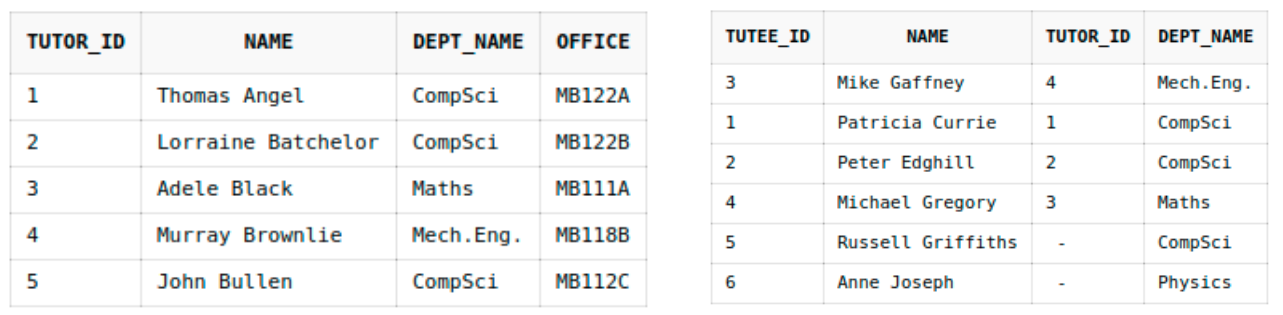 TUTOR_ID NAME DEPT_NAME OFFICE
1 Thomas Angel CompSci MB122A
2 Lorraine Batchelor CompSci MB122B
3 Adele Black Maths MB111A
4 Murray Brownlie Mech.Eng. MB118B
5 John Bullen CompSci MB112C
TUTEE_ID NAME TUTOR_ID DEPT_NAME
3 Mike Gaffney 4 Mech.Eng.
1 Patricia Currie 1 CompSci
2 Peter Edghill 2 CompSci
4 Michael Gregory 3 Maths
5 Russell Griffiths - CompSci
6 Anne Joseph - Physics